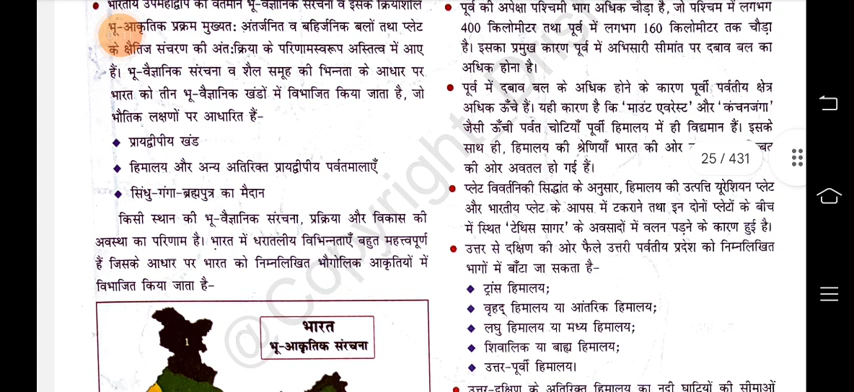 भारतीय उपमहाद्वीप की वर्तमान भू-वैज्ञानिक संरचना व इसके क्रियाशील
भू-आकृतिक प्रक्रम मुख्यत: अंतर्जनित व बहिर्जनिक बलों तथा प्लेट
के क्षैतिज संचरण की अंत:क्रिया के परिणामस्वरूप अस्तित्व में आए
हैं। भू-वैज्ञानिक संरचना व शैल समूह की भिन्नता के आधार पर
भारत को तीन भू-वैज्ञानिक खंडों में विभाजित किया जाता है, जो
भौतिक लक्षणों पर आधारित हैं-
◆ प्रायद्वीपीय खंड
◆ हिमालय और अन्य अतिरिक्त प्रायद्वीपीय पर्वतमालाएँ
◆ सिंधु-गंगा-ब्रह्मपुत्र का मैदान
किसी स्थान की भू-वैज्ञानिक संरचना, प्रक्रिया और विकास की
अवस्था का परिणाम है। भारत में धरातलीय विभिन्नताएँ बहुत महत्त्वपूर्ण
हैं जिसके आधार पर भारत को निम्नलिखित भौगोलिक आकृतियों में
विभाजित किया जाता है-
भारत
भू-आकृतिक संरचना
1
• पूर्व की अपेक्षा पश्चिमी भाग अधिक चौड़ा है, जो पश्चिम में लगभग
400 किलोमीटर तथा पूर्व में लगभग 160 किलोमीटर तक चौड़ा
है। इसका प्रमुख कारण पूर्व में अभिसारी सीमांत पर दबाव बल का
अधिक होना है।
• पूर्व में दबाव बल के अधिक होने के कारण पूर्वी पर्वतीय क्षेत्र
अधिक ऊँचे हैं। यही कारण है कि 'माउंट एवरेस्ट' और 'कंचनजंगा'
जैसी ऊँची पर्वत चोटियाँ पूर्वी हिमालय में ही विद्यमान हैं। इसके
साथ ही, हिमालय की श्रेणियाँ भारत की ओर
की ओर अवतल हो गई हैं।
25 / 431
• प्लेट विवर्तनिकी सिद्धांत के अनुसार, हिमालय की उत्पत्ति यूरेशियन प्लेट
और भारतीय प्लेट के आपस में टकराने तथा इन दोनों प्लेटों के बीच
में स्थित 'टेथिस सागर' के अवसादों में वलन पड़ने के कारण हुई है।
• उत्तर से दक्षिण की ओर फैले उत्तरी पर्वतीय प्रदेश को निम्नलिखित
भागों में बाँटा जा सकता है-
◆ ट्रांस हिमालय;
◆ वृहद् हिमालय या आंतरिक हिमालय;
◆ लघु हिमालय या मध्य हिमालय;
◆ शिवालिक या बाह्य हिमालय;
◆ उत्तर-पूर्वी हिमालय।
• उत्तर-दक्षिण के अतिरिक्त हिमालय का नदी घाटियों की सीमाओं
@Copyright